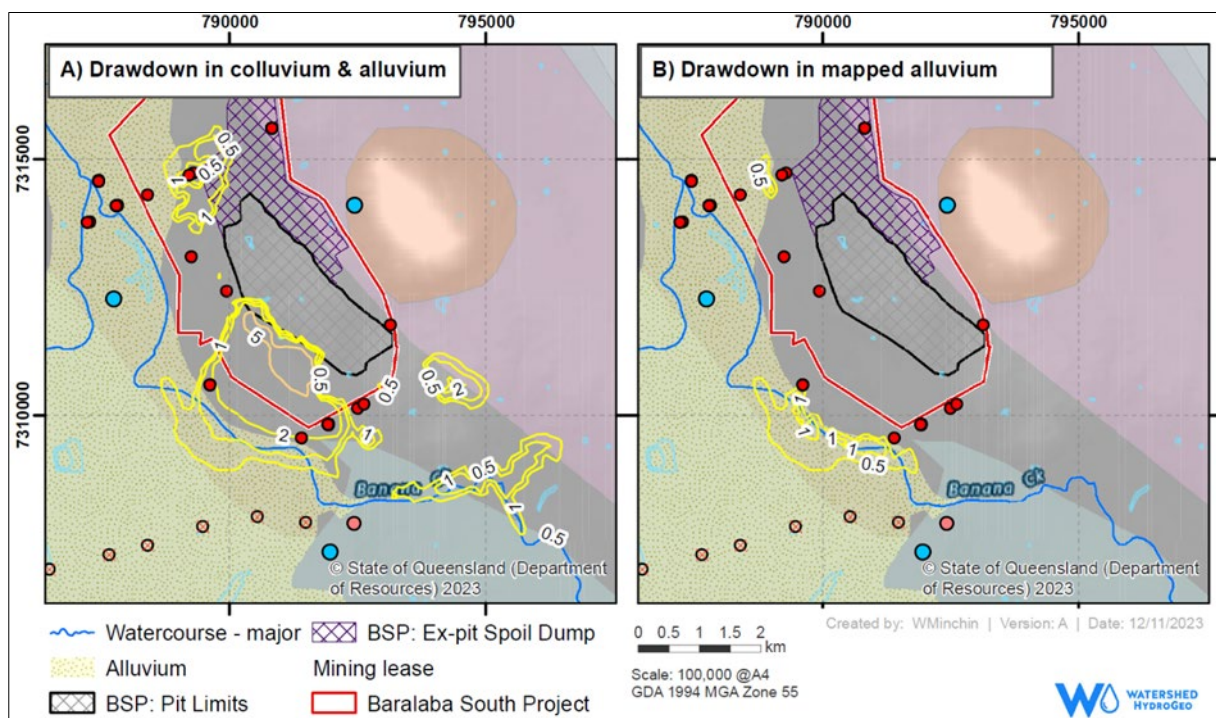 790000
795000
790000
795000
A) Drawdown in colluvium & alluvium
B) Drawdown in mapped alluvium
7315000
7310000
0.5
0.5
1
1
1
5
0.5
0.5
0.5
2
2
1
0.5
1
0.5
0.5
Banana Ck
© State of Queensland (Department
of Resources) 2023
0.5
1
1
1
1
0.5
Banana Ck
© State of Queensland (Department
of Resources) 2023
Watercourse - major
BSP: Ex-pit Spoil Dump
Alluvium
Mining lease
BSP: Pit Limits
Baralaba South Project
0 0.5 1 1.5 2
km
Scale: 100,000 @A4
GDA 1994 MGA Zone 55
Created by: WMinchin | Version: A | Date: 12/11/2023
WATERSHED
HYDROGEO